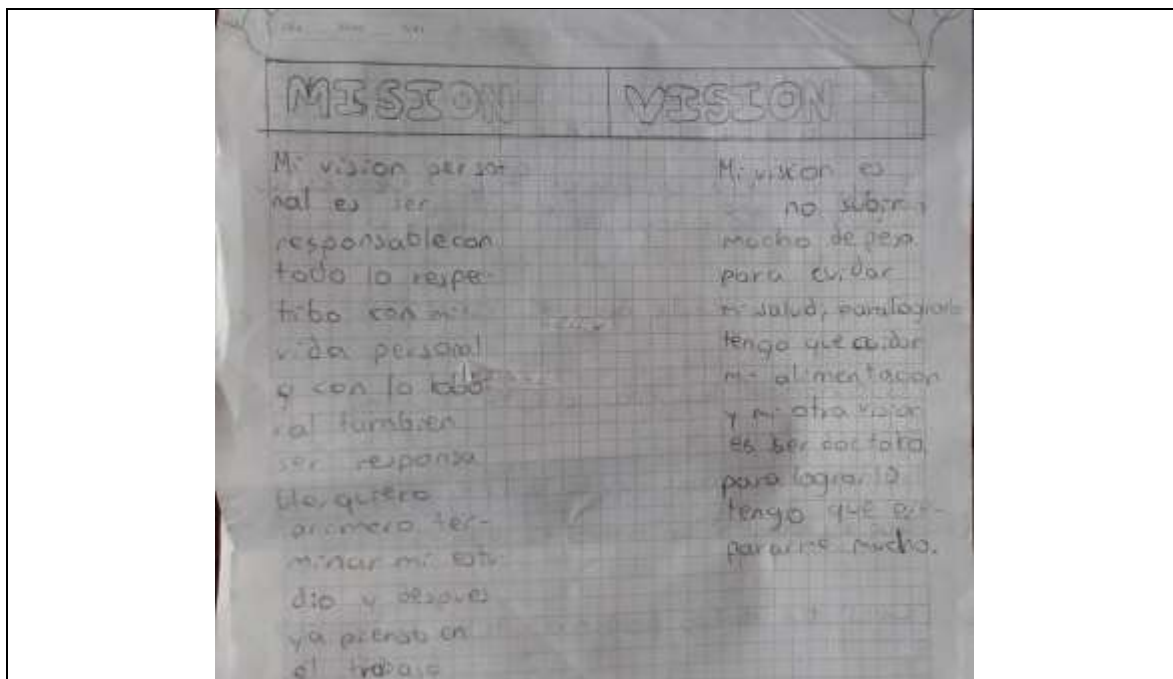 MISION
VISION
Mi vision perso-
nal es ser
responsable con
todo lo respe-
tibo con mi
vida personal
y con lo labo-
ral tambien
ser responsa
ble, quiero
primero ter-
minar mi estu-
dio y despues
ya pienso en
el trabajo
Mi vision es
no subir
mucho de peso
para cuidar
mi salud, para lograrlo
tengo que cuidar
mi alimentacion
y mi otra vision
es ser doctora,
para lograrlo
tengo que pre-
pararme mucho.